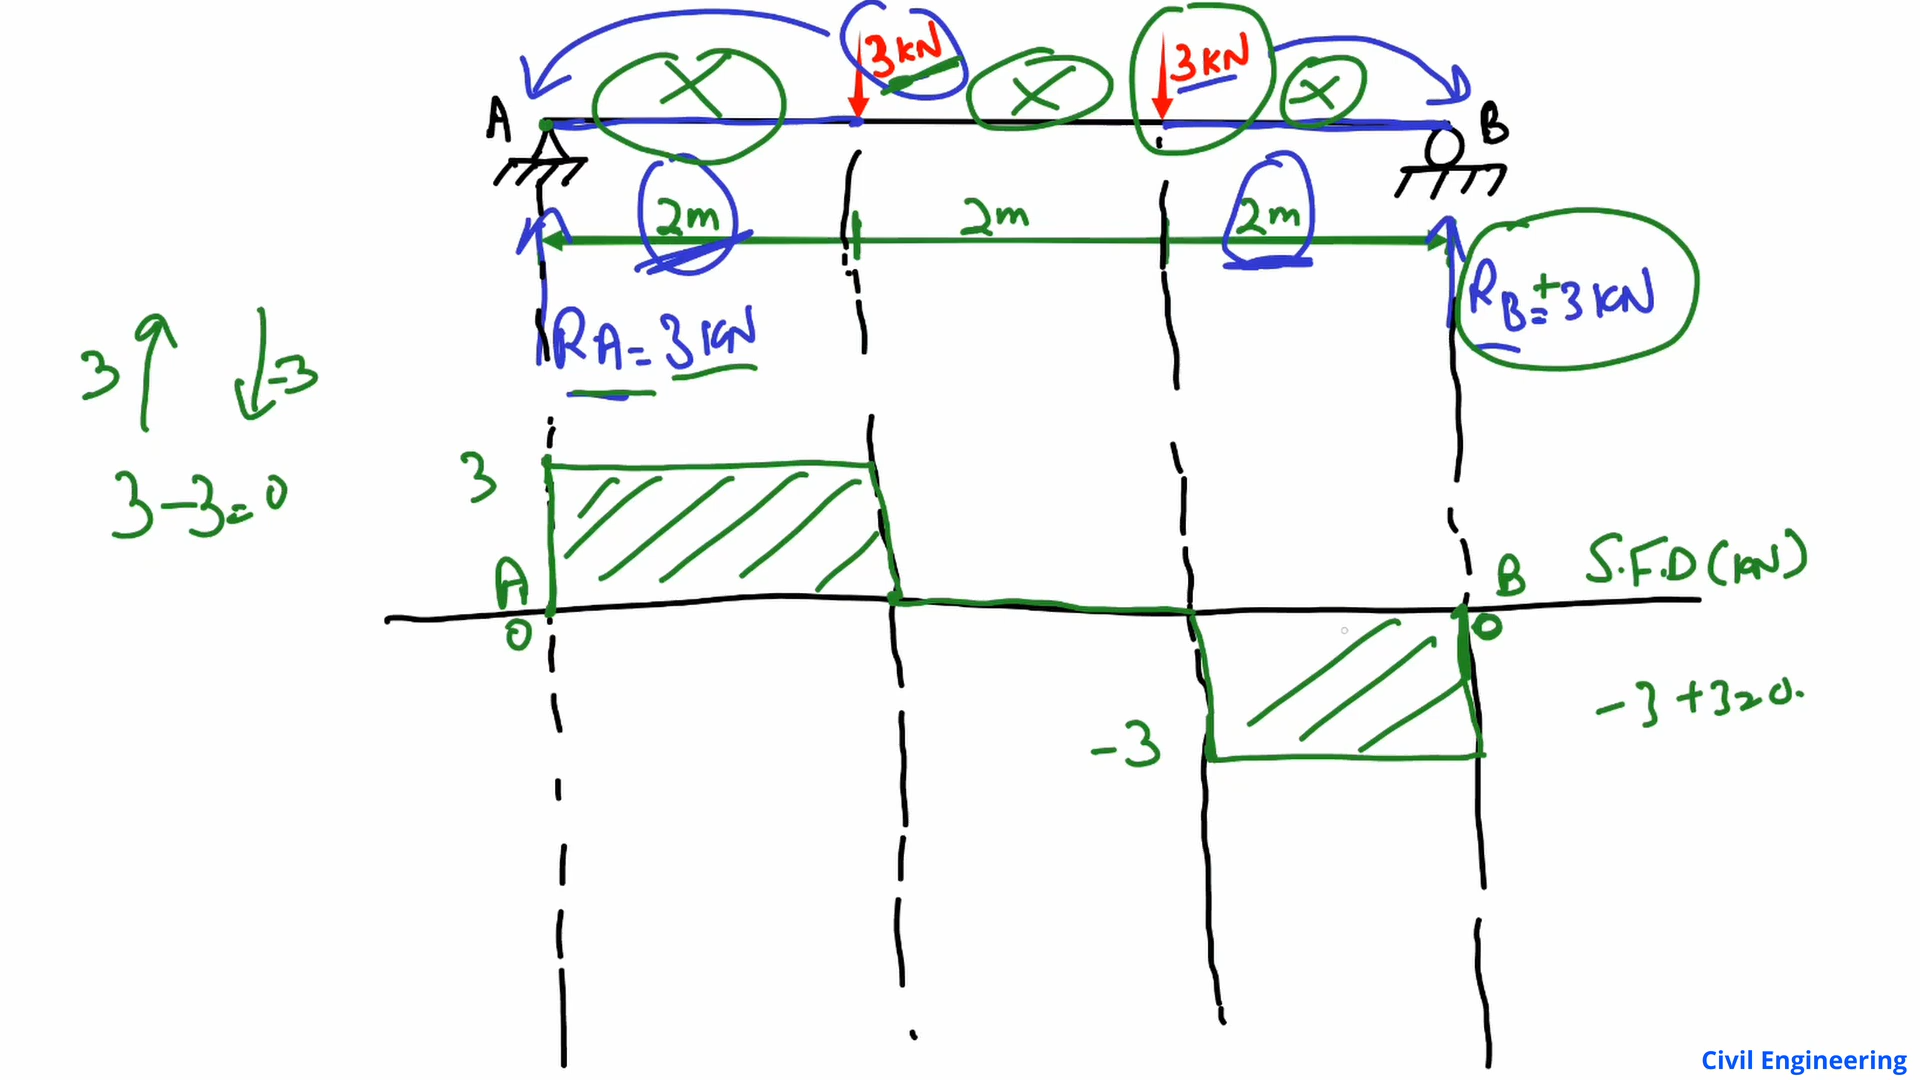 3KN
3KN
A
B
2m
2m
2m
RA=3KN
RB=+3KN
3
-3
3-3=0
3
A
0
B
0
S.F.D(KN)
-3
-3+3=0.
Civil Engineering